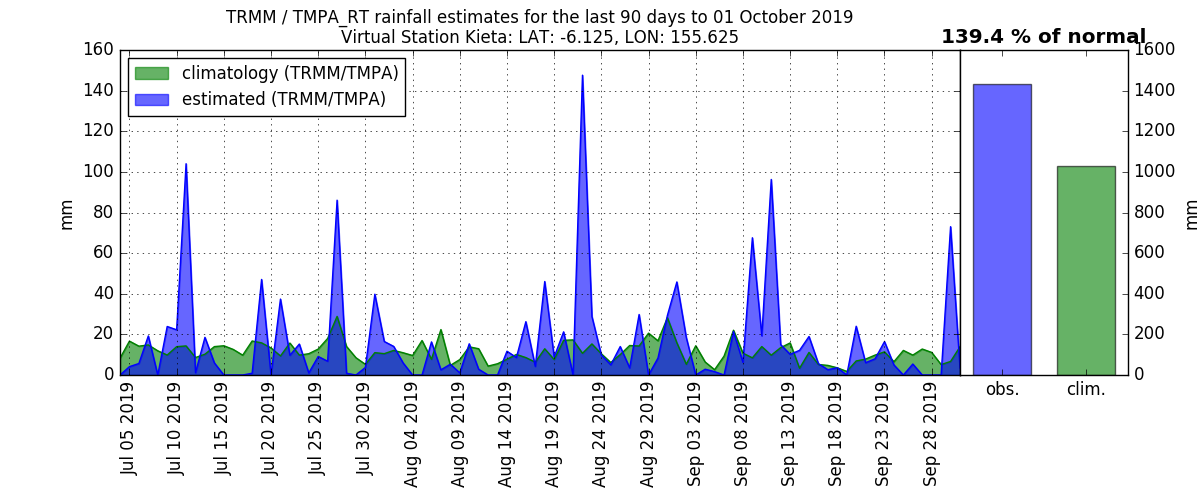 TRMM / TMPA_RT rainfall estimates for the last 90 days to 01 October 2019
Virtual Station Kieta: LAT: -6.125, LON: 155.625
139.4 % of normal
climatology (TRMM/TMPA)
estimated (TRMM/TMPA)
mm
160
140
120
100
80
60
40
20
0
Jul 05 2019
Jul 10 2019
Jul 15 2019
Jul 20 2019
Jul 25 2019
Jul 30 2019
Aug 04 2019
Aug 09 2019
Aug 14 2019
Aug 19 2019
Aug 24 2019
Aug 29 2019
Sep 03 2019
Sep 08 2019
Sep 13 2019
Sep 18 2019
Sep 23 2019
Sep 28 2019
obs.
clim.
1600
1400
1200
1000
800
600
400
200
0
mm